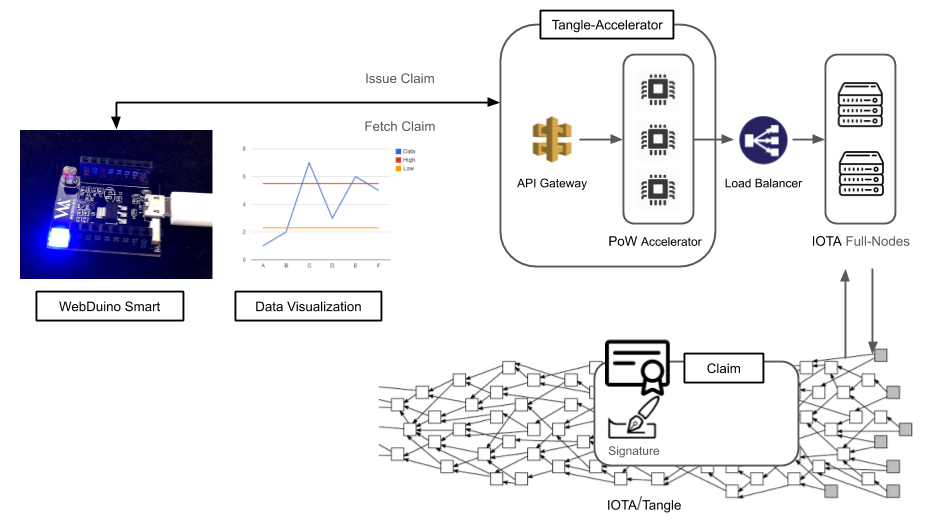 Tangle-Accelerator
Issue Claim
Fetch Claim
8
6
4
2
0
A B C D E F
Data
High
Low
API Gateway
PoW Accelerator
Load Balancer
IOTA Full-Nodes
WebDuino Smart
Data Visualization
Claim
Signature
IOTA/Tangle